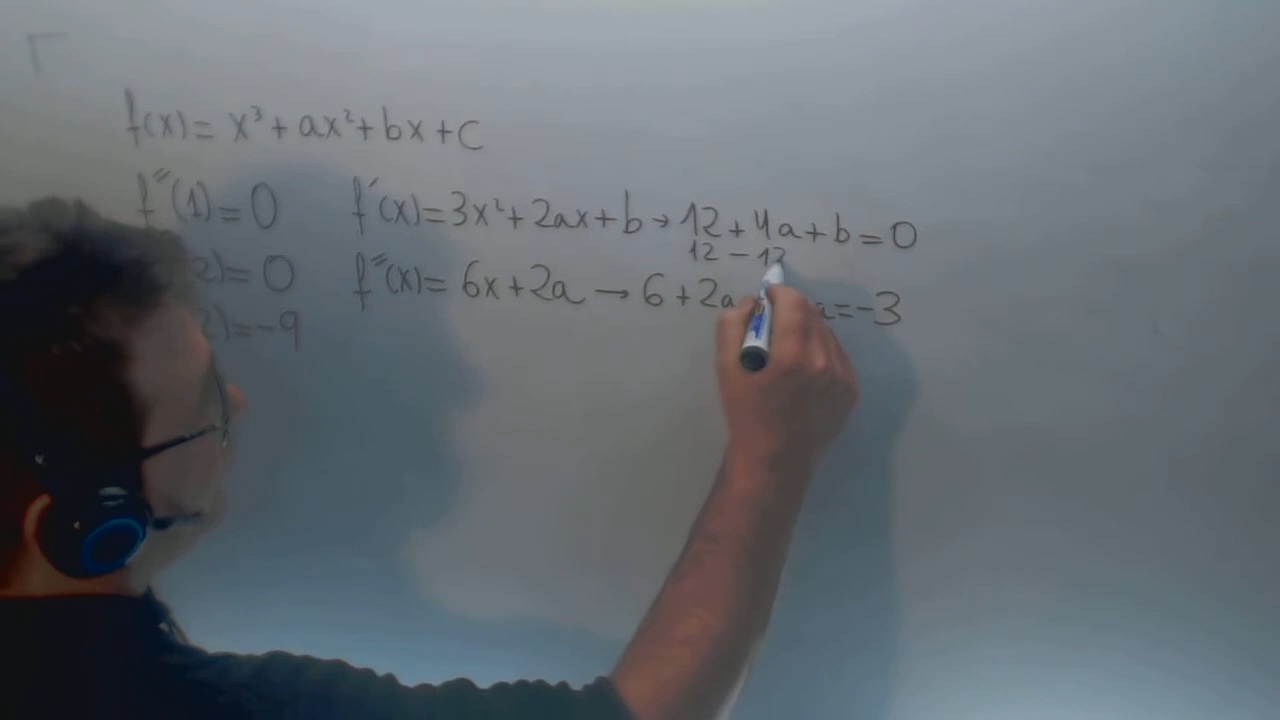 f(x) = x³ + ax² + bx + c
f″(1) = 0
f′(x) = 3x² + 2ax + b → 12 + 4a + b = 0
12 − 12
2) = 0
f″(x) = 6x + 2a → 6 + 2a
a = −3
2) = −9